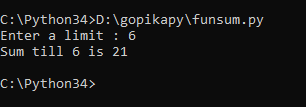 C:\Python34>D:\gopikapy\funsum.py
Enter a limit : 6
Sum till 6 is 21
C:\Python34>